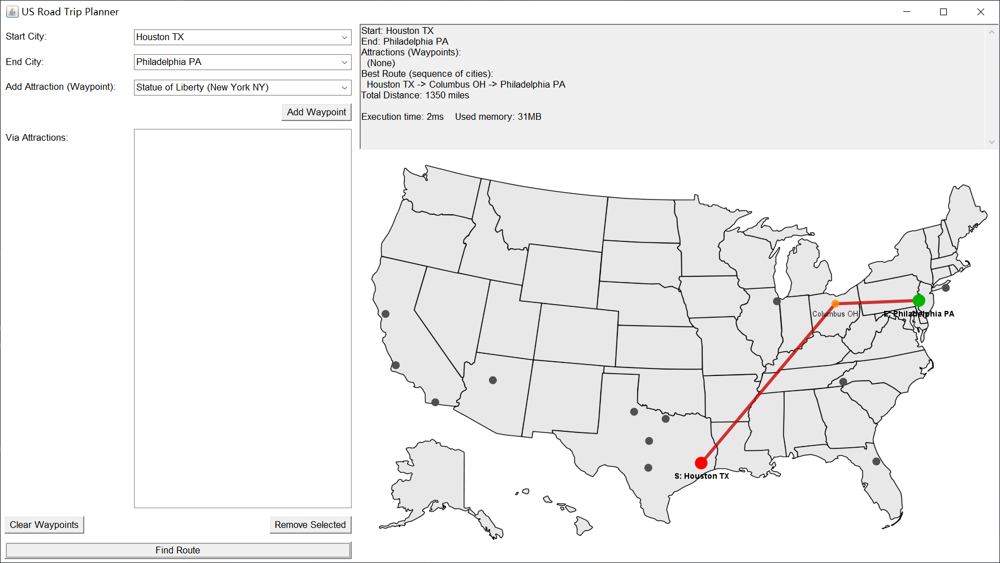 US Road Trip Planner
Start City:
Houston TX
End City:
Philadelphia PA
Add Attraction (Waypoint):
Statue of Liberty (New York NY)
Add Waypoint
Via Attractions:
Clear Waypoints
Remove Selected
Find Route
Start: Houston TX
End: Philadelphia PA
Attractions (Waypoints):
(None)
Best Route (sequence of cities):
Houston TX -> Columbus OH -> Philadelphia PA
Total Distance: 1350 miles
Execution time: 2ms    Used memory: 31MB
Columbus OH
E: Philadelphia PA
S: Houston TX